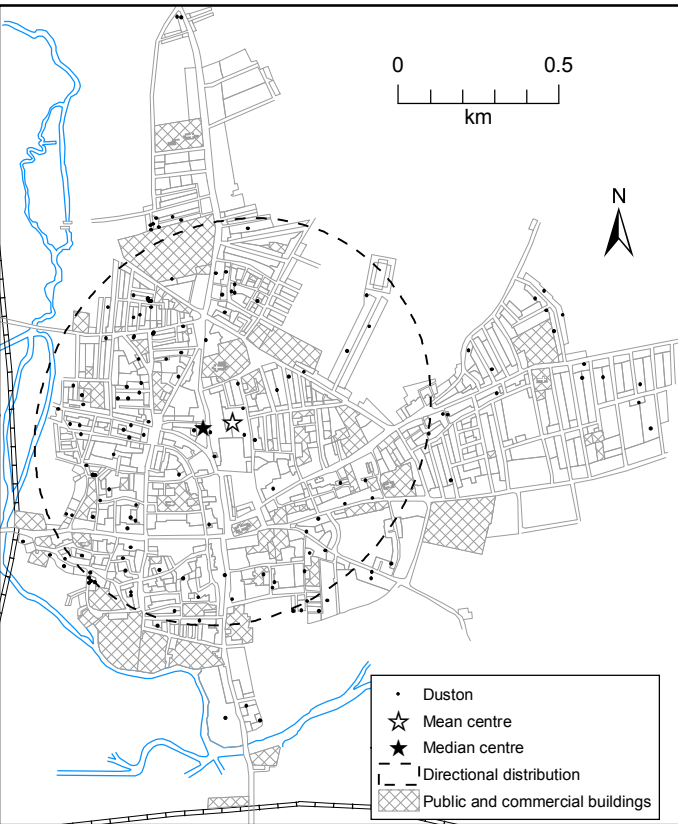 0 0.5
km
N
Duston
Mean centre
Median centre
Directional distribution
Public and commercial buildings